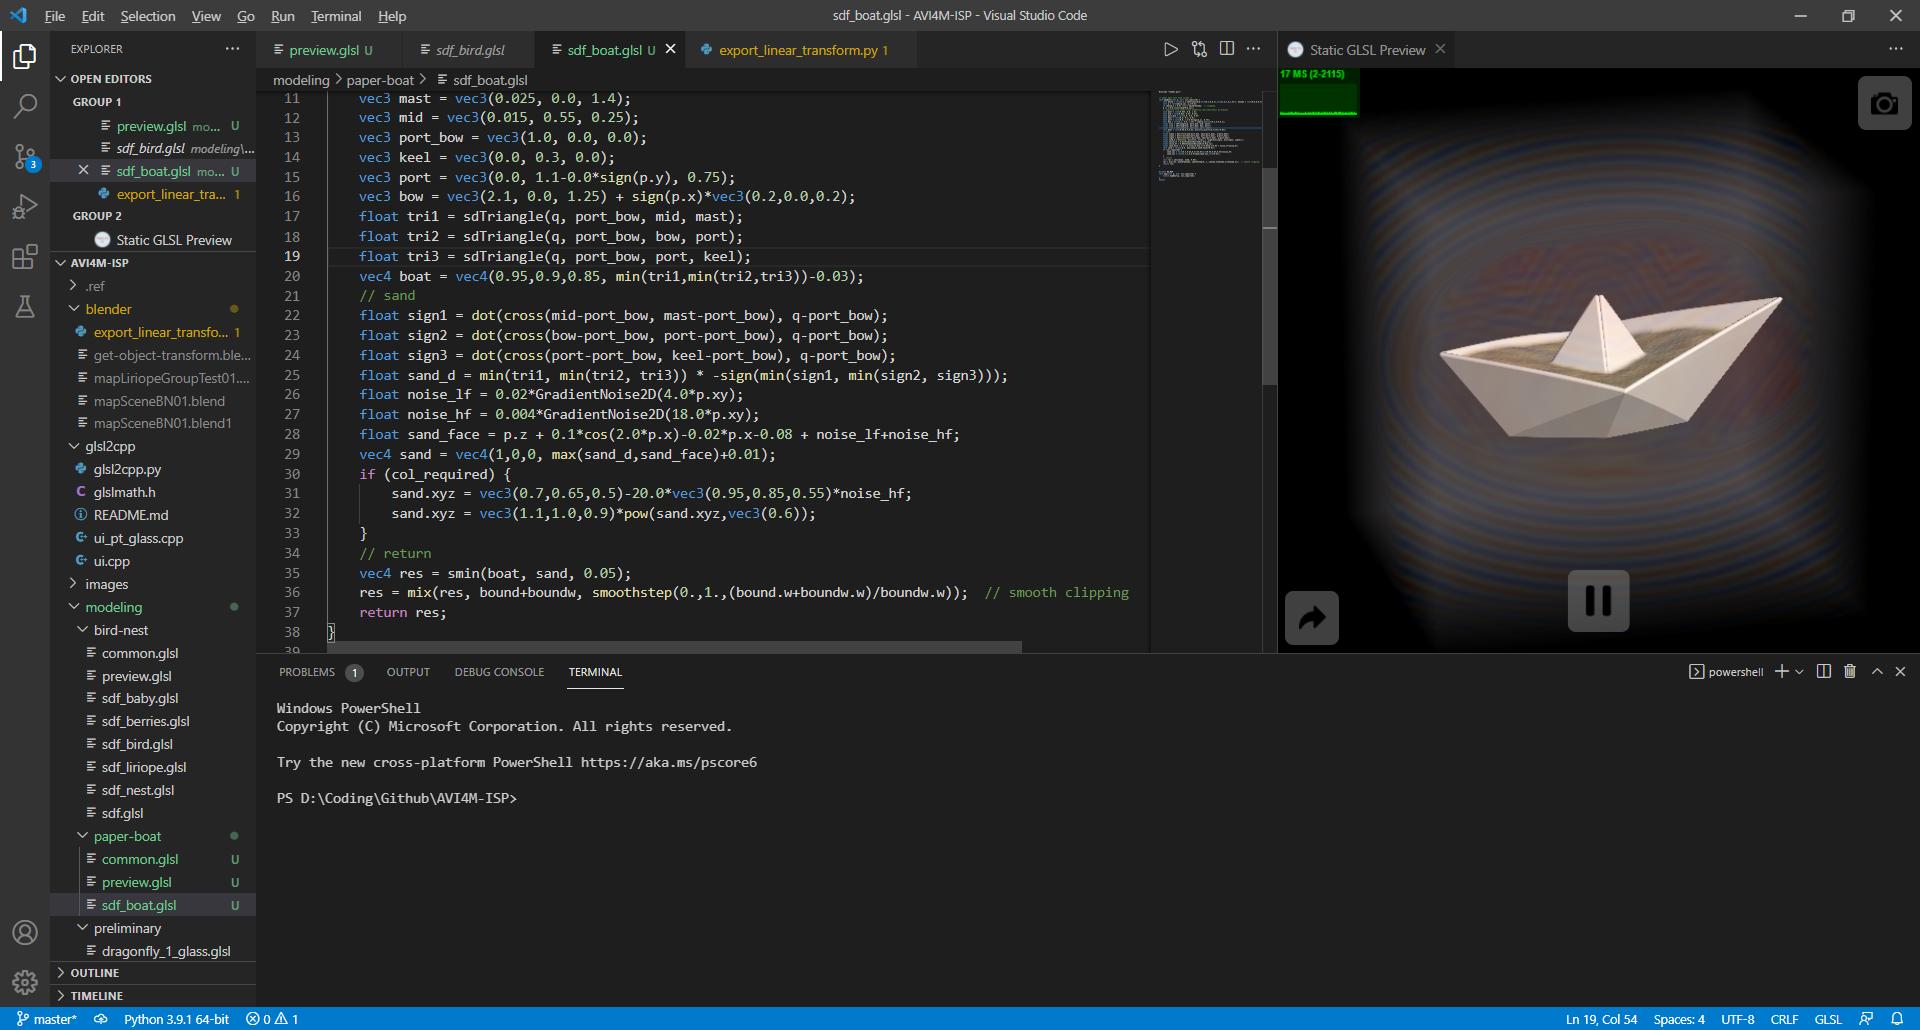 File Edit Selection View Go Run Terminal Help
sdf_boat.glsl - AVI4M-ISP - Visual Studio Code
EXPLORER
OPEN EDITORS
GROUP 1
preview.glsl mo... U
sdf_bird.glsl modeling\...
sdf_boat.glsl mo... U
export_linear_tra... 1
GROUP 2
Static GLSL Preview
AVI4M-ISP
.ref
blender
export_linear_transfo... 1
get-object-transform.ble...
mapLiriopeGroupTest01....
mapSceneBN01.blend
mapSceneBN01.blend1
glsl2cpp
glsl2cpp.py
glslmath.h
README.md
ui_pt_glass.cpp
ui.cpp
images
modeling
bird-nest
common.glsl
preview.glsl
sdf_baby.glsl
sdf_berries.glsl
sdf_bird.glsl
sdf_liriope.glsl
sdf_nest.glsl
sdf.glsl
paper-boat
common.glsl U
preview.glsl U
sdf_boat.glsl U
preliminary
dragonfly_1_glass.glsl
OUTLINE
TIMELINE
3
preview.glsl U
sdf_bird.glsl
sdf_boat.glsl U
export_linear_transform.py 1
modeling > paper-boat > sdf_boat.glsl
11 vec3 mast = vec3(0.025, 0.0, 1.4);
12 vec3 mid = vec3(0.015, 0.55, 0.25);
13 vec3 port_bow = vec3(1.0, 0.0, 0.0);
14 vec3 keel = vec3(0.0, 0.3, 0.0);
15 vec3 port = vec3(0.0, 1.1-0.0*sign(p.y), 0.75);
16 vec3 bow = vec3(2.1, 0.0, 1.25) + sign(p.x)*vec3(0.2,0.0,0.2);
17 float tri1 = sdTriangle(q, port_bow, mid, mast);
18 float tri2 = sdTriangle(q, port_bow, bow, port);
19 float tri3 = sdTriangle(q, port_bow, port, keel);
20 vec4 boat = vec4(0.95,0.9,0.85, min(tri1,min(tri2,tri3))-0.03);
21 // sand
22 float sign1 = dot(cross(mid-port_bow, mast-port_bow), q-port_bow);
23 float sign2 = dot(cross(bow-port_bow, port-port_bow), q-port_bow);
24 float sign3 = dot(cross(port-port_bow, keel-port_bow), q-port_bow);
25 float sand_d = min(tri1, min(tri2, tri3)) * -sign(min(sign1, min(sign2, sign3)));
26 float noise_lf = 0.02*GradientNoise2D(4.0*p.xy);
27 float noise_hf = 0.004*GradientNoise2D(18.0*p.xy);
28 float sand_face = p.z + 0.1*cos(2.0*p.x)-0.02*p.x-0.08 + noise_lf+noise_hf;
29 vec4 sand = vec4(1,0,0, max(sand_d,sand_face)+0.01);
30 if (col_required) {
31 sand.xyz = vec3(0.7,0.65,0.5)-20.0*vec3(0.95,0.85,0.55)*noise_hf;
32 sand.xyz = vec3(1.1,1.0,0.9)*pow(sand.xyz,vec3(0.6));
33 }
34 // return
35 vec4 res = smin(boat, sand, 0.05);
36 res = mix(res, bound+boundw, smoothstep(0.,1.,(bound.w+boundw.w)/boundw.w)); // smooth clipping
37 return res;
38 }
39
Static GLSL Preview
17 MS (2-2115)
PROBLEMS 1 OUTPUT DEBUG CONSOLE TERMINAL
powershell
Windows PowerShell
Copyright (C) Microsoft Corporation. All rights reserved.
Try the new cross-platform PowerShell https://aka.ms/pscore6
PS D:\Coding\Github\AVI4M-ISP>
master* Python 3.9.1 64-bit 0 1
Ln 19, Col 54 Spaces: 4 UTF-8 CRLF GLSL